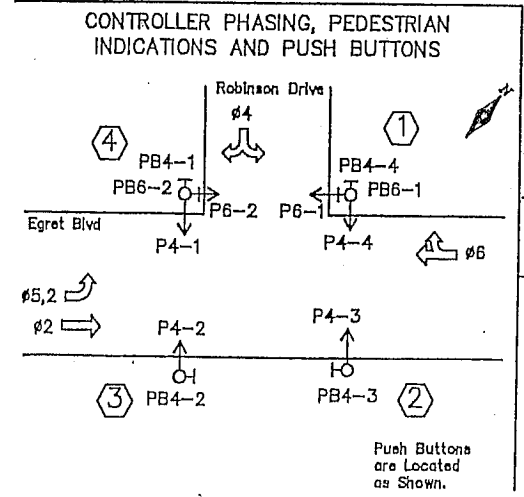 CONTROLLER PHASING, PEDESTRIAN
INDICATIONS AND PUSH BUTTONS
Robinson Drive
ø4
4
1
PB4-1
PB4-4
PB6-2
PB6-1
P6-2
P6-1
Egret Blvd
P4-1
P4-4
ø6
ø5,2
ø2
P4-2
P4-3
3
PB4-2
PB4-3
2
Push Buttons
are Located
as Shown.
N